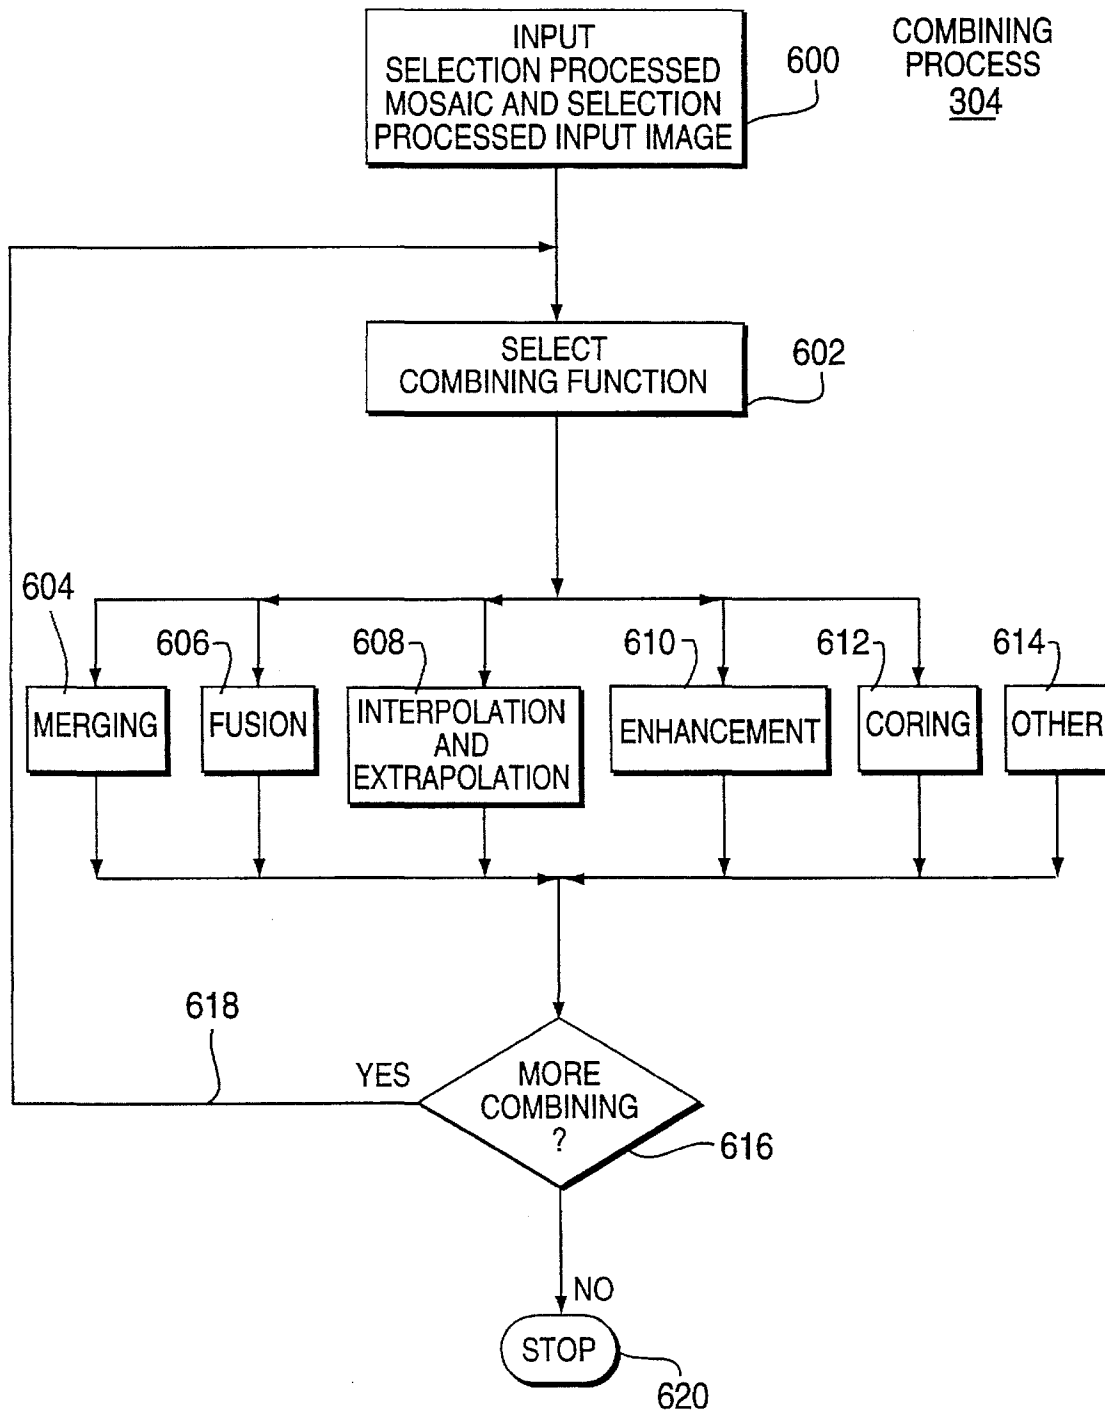 INPUT
SELECTION PROCESSED
MOSAIC AND SELECTION
PROCESSED INPUT IMAGE
600
COMBINING
PROCESS
304
SELECT
COMBINING FUNCTION
602
604
606
608
610
612
614
MERGING
FUSION
INTERPOLATION
AND
EXTRAPOLATION
ENHANCEMENT
CORING
OTHER
618
YES
MORE
COMBINING
?
616
NO
STOP
620